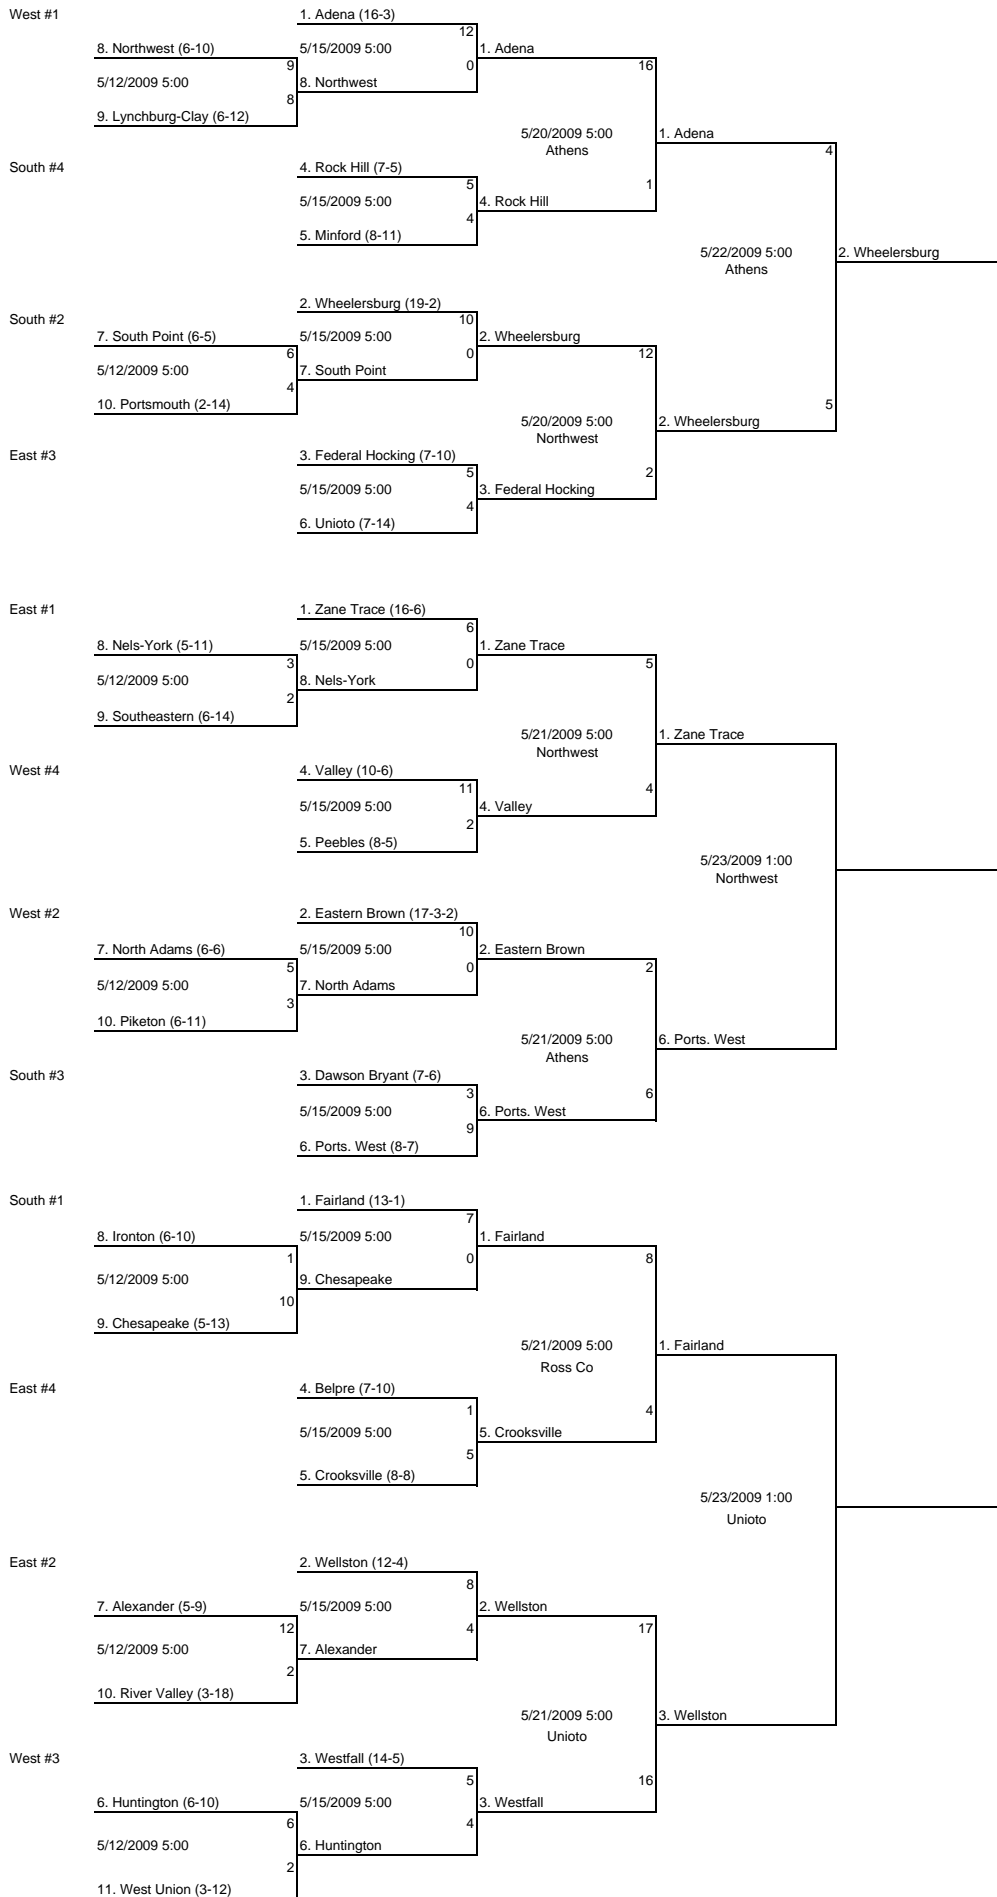 West #1
1. Adena (16-3)
12
8. Northwest (6-10)
5/15/2009 5:00
1. Adena
9
0
16
5/12/2009 5:00
8. Northwest
8
9. Lynchburg-Clay (6-12)
5/20/2009 5:00
1. Adena
Athens
4
South #4
4. Rock Hill (7-5)
5
1
5/15/2009 5:00
4. Rock Hill
4
5. Minford (8-11)
5/22/2009 5:00
2. Wheelersburg
Athens
2. Wheelersburg (19-2)
South #2
10
7. South Point (6-5)
5/15/2009 5:00
2. Wheelersburg
6
0
12
5/12/2009 5:00
7. South Point
4
10. Portsmouth (2-14)
5
5/20/2009 5:00
2. Wheelersburg
Northwest
East #3
3. Federal Hocking (7-10)
5
2
5/15/2009 5:00
3. Federal Hocking
4
6. Unioto (7-14)
East #1
1. Zane Trace (16-6)
6
8. Nels-York (5-11)
5/15/2009 5:00
1. Zane Trace
3
0
5
5/12/2009 5:00
8. Nels-York
2
9. Southeastern (6-14)
5/21/2009 5:00
1. Zane Trace
Northwest
West #4
4. Valley (10-6)
11
4
5/15/2009 5:00
4. Valley
2
5. Peebles (8-5)
5/23/2009 1:00
Northwest
West #2
2. Eastern Brown (17-3-2)
10
7. North Adams (6-6)
5/15/2009 5:00
2. Eastern Brown
5
0
2
5/12/2009 5:00
7. North Adams
3
10. Piketon (6-11)
5/21/2009 5:00
6. Ports. West
Athens
South #3
3. Dawson Bryant (7-6)
3
6
5/15/2009 5:00
6. Ports. West
9
6. Ports. West (8-7)
South #1
1. Fairland (13-1)
7
8. Ironton (6-10)
5/15/2009 5:00
1. Fairland
1
0
8
5/12/2009 5:00
9. Chesapeake
10
9. Chesapeake (5-13)
5/21/2009 5:00
1. Fairland
Ross Co
East #4
4. Belpre (7-10)
1
4
5/15/2009 5:00
5. Crooksville
5
5. Crooksville (8-8)
5/23/2009 1:00
Unioto
East #2
2. Wellston (12-4)
8
7. Alexander (5-9)
5/15/2009 5:00
2. Wellston
12
4
17
5/12/2009 5:00
7. Alexander
2
10. River Valley (3-18)
5/21/2009 5:00
3. Wellston
Unioto
West #3
3. Westfall (14-5)
5
16
6. Huntington (6-10)
5/15/2009 5:00
3. Westfall
6
4
5/12/2009 5:00
6. Huntington
2
11. West Union (3-12)